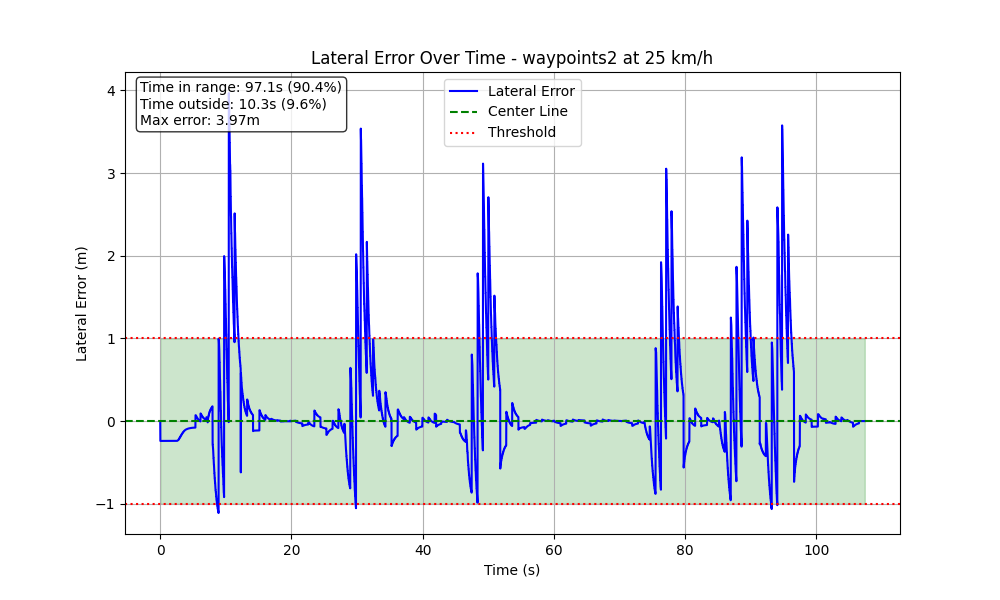 Lateral Error Over Time - waypoints2 at 25 km/h
Time in range: 97.1s (90.4%)
Time outside: 10.3s (9.6%)
Max error: 3.97m
Lateral Error
Center Line
Threshold
Lateral Error (m)
4
3
2
1
0
−1
0 20 40 60 80 100
Time (s)